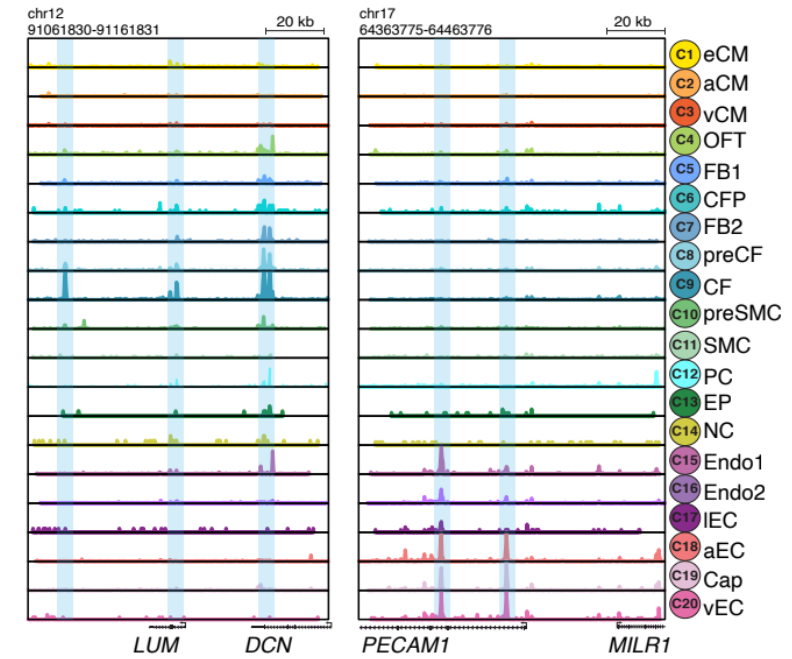 chr12
91061830-91161831
20 kb
chr17
64363775-64463776
20 kb
C1 eCM
C2 aCM
C3 vCM
C4 OFT
C5 FB1
C6 CFP
C7 FB2
C8 preCF
C9 CF
C10 preSMC
C11 SMC
C12 PC
C13 EP
C14 NC
C15 Endo1
C16 Endo2
C17 lEC
C18 aEC
C19 Cap
C20 vEC
LUM DCN PECAM1 MILR1